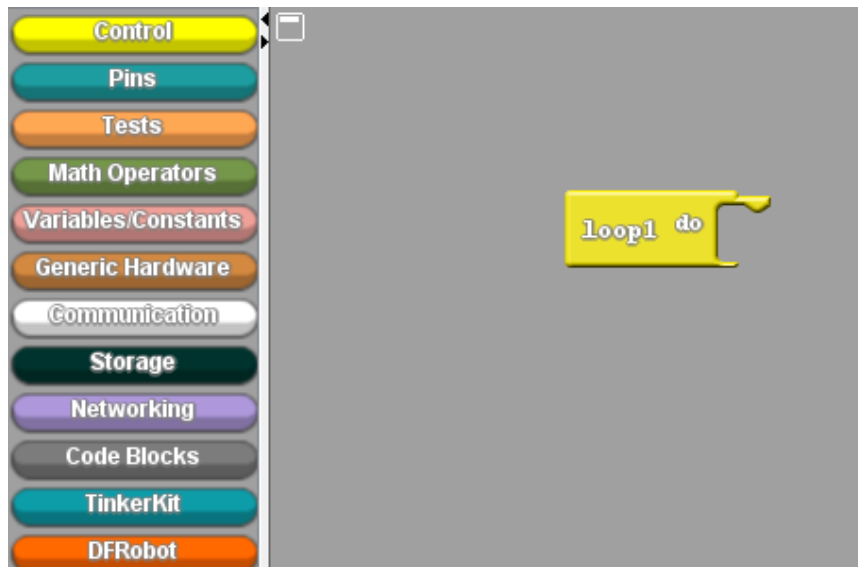 Control
Pins
Tests
Math Operators
Variables/Constants
Generic Hardware
Communication
Storage
Networking
Code Blocks
TinkerKit
DFRobot
loop1 do